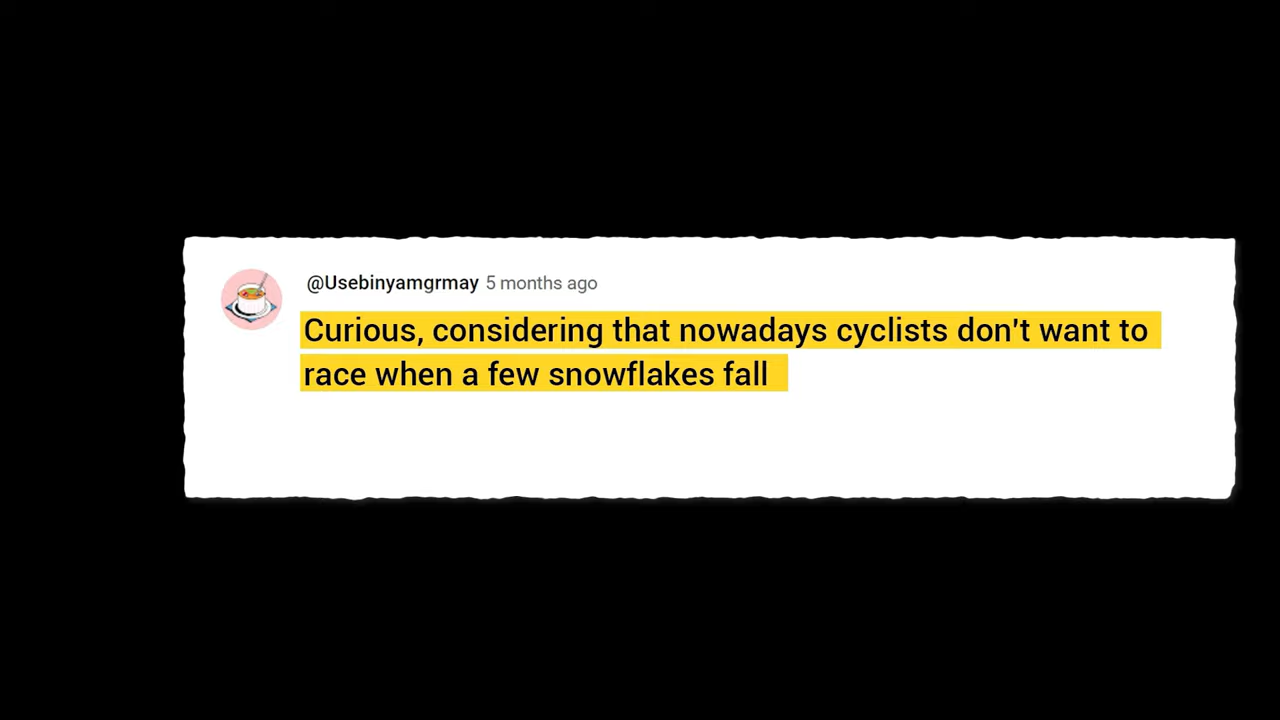 @Usebinyamgrmay 5 months ago
Curious, considering that nowadays cyclists don't want to
race when a few snowflakes fall